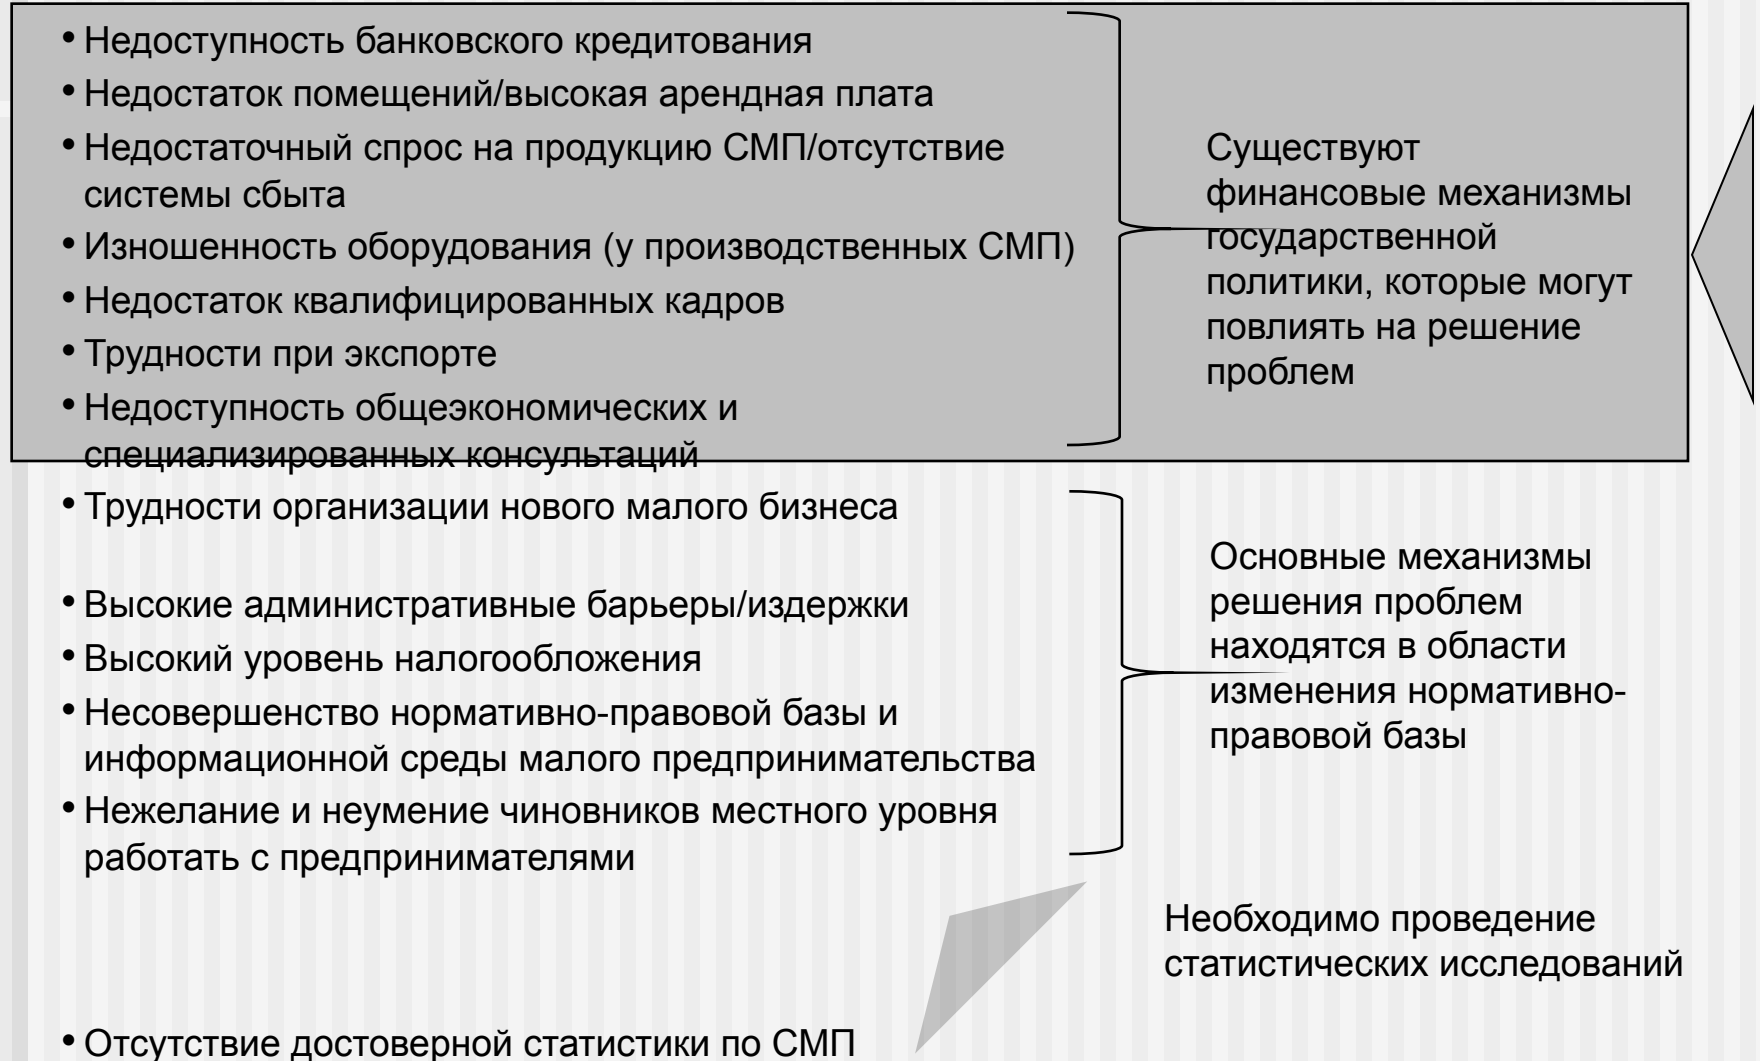 • Недоступность банковского кредитования
• Недостаток помещений/высокая арендная плата
• Недостаточный спрос на продукцию СМП/отсутствие
системы сбыта
• Изношенность оборудования (у производственных СМП)
• Недостаток квалифицированных кадров
• Трудности при экспорте
• Недоступность общеэкономических и
специализированных консультаций
Существуют
финансовые механизмы
государственной
политики, которые могут
повлиять на решение
проблем
• Трудности организации нового малого бизнеса
• Высокие административные барьеры/издержки
• Высокий уровень налогообложения
• Несовершенство нормативно-правовой базы и
информационной среды малого предпринимательства
• Нежелание и неумение чиновников местного уровня
работать с предпринимателями
Основные механизмы
решения проблем
находятся в области
изменения нормативно-
правовой базы
• Отсутствие достоверной статистики по СМП
Необходимо проведение
статистических исследований